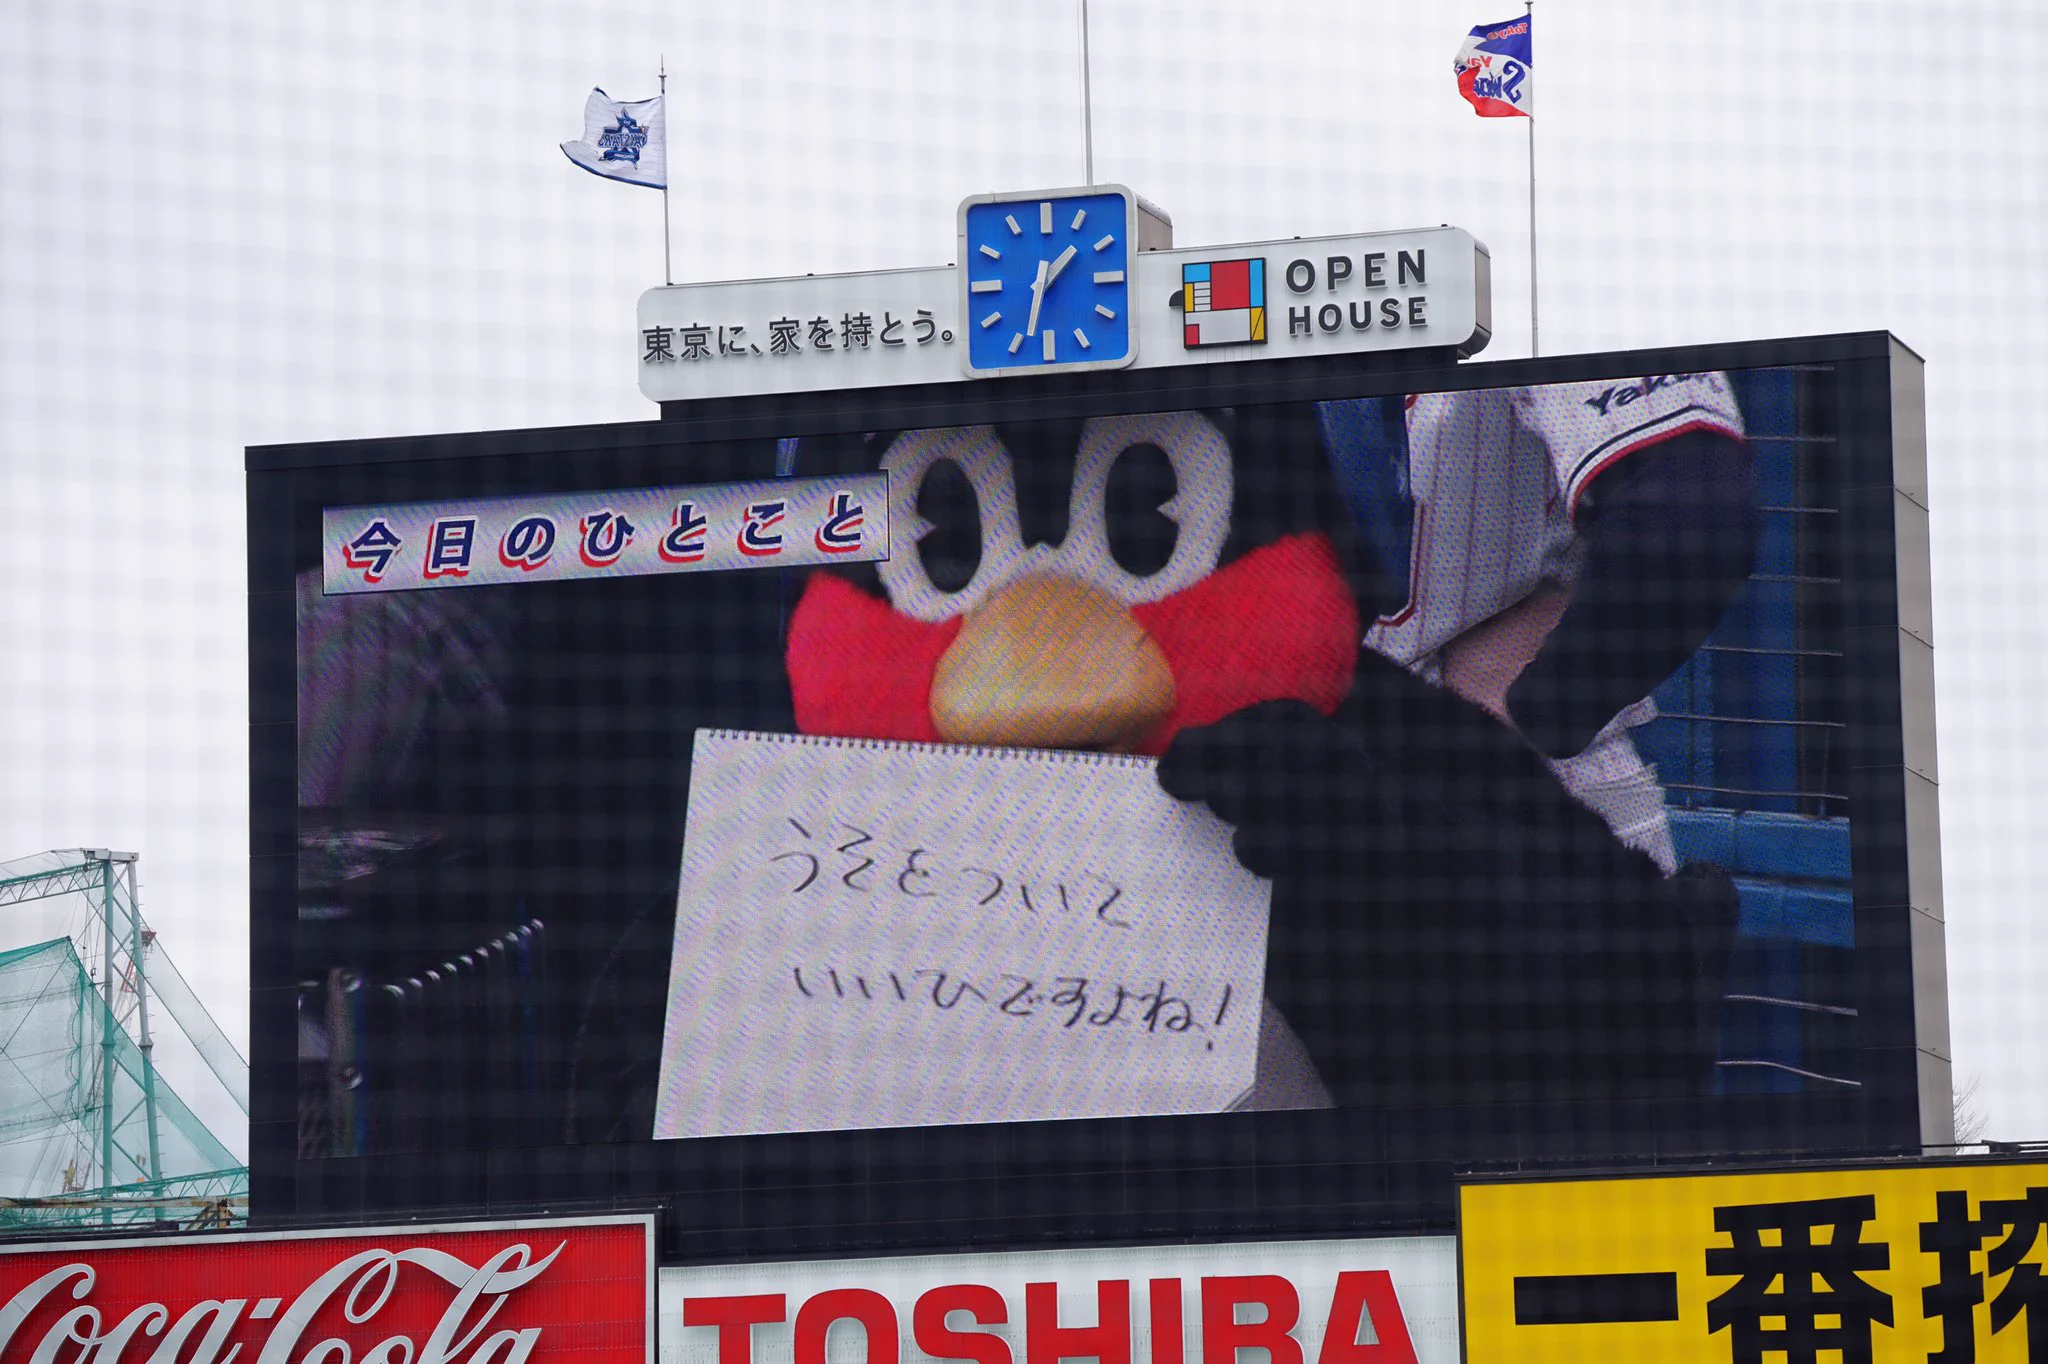 Tokyo
東京に、家を持とう。
OPEN
HOUSE
今日のひとこと
うそをついて
いいひですよね!
Coca-Cola
TOSHIBA
一番搾